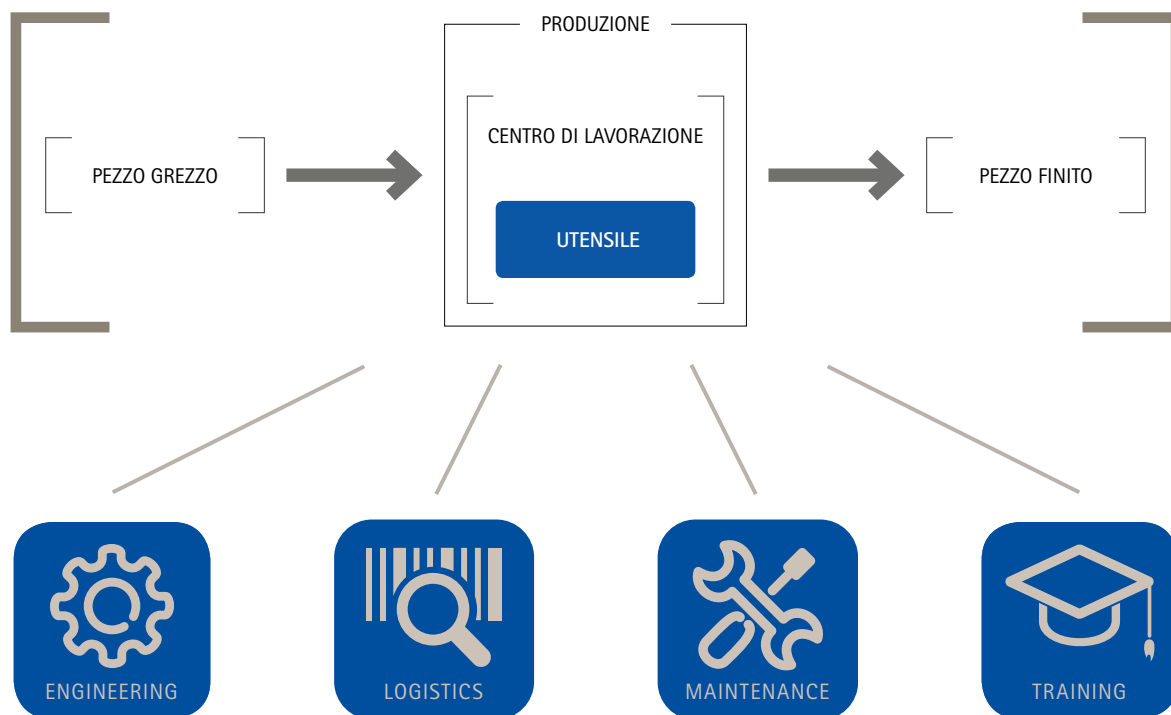 PRODUZIONE
CENTRO DI LAVORAZIONE
PEZZO GREZZO
PEZZO FINITO
UTENSILE
ENGINEERING
LOGISTICS
MAINTENANCE
TRAINING